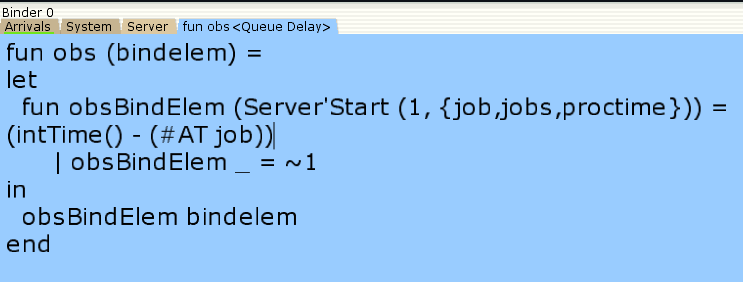 Binder 0
Arrivals System Server fun obs <Queue Delay>
fun obs (bindelem) =
let
  fun obsBindElem (Server'Start (1, {job,jobs,proctime})) =
(intTime() - (#AT job))
     | obsBindElem _ = ~1
in
  obsBindElem bindelem
end